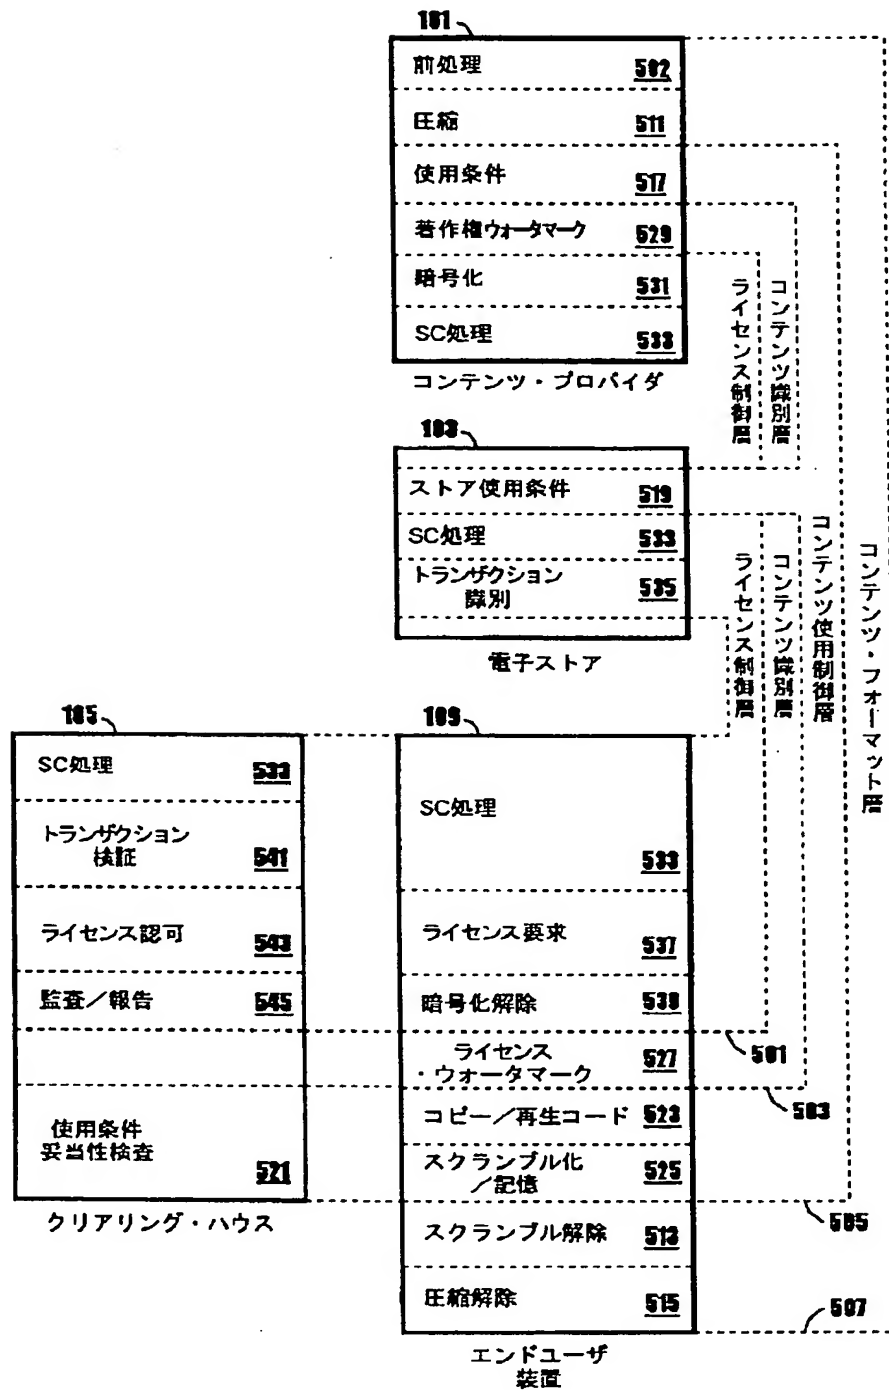 101
前処理 502
圧縮 511
使用条件 517
著作権ウォータマーク 529
暗号化 531
SC処理 533
コンテンツ・プロバイダ
ライセンス制御層
コンテンツ識別層
103
ストア使用条件 519
SC処理 533
トランザクション
識別 535
電子ストア
ライセンス制御層
コンテンツ識別層
コンテンツ使用制御層
コンテンツ・フォーマット層
105
SC処理 533
トランザクション
検証 541
ライセンス認可 543
監査/報告 545
使用条件
妥当性検査 521
クリアリング・ハウス
109
SC処理
533
ライセンス要求 537
暗号化解除 539
ライセンス
・ウォータマーク 527
コピー/再生コード 523
スクランブル化
/記憶 525
スクランブル解除 513
圧縮解除 515
エンドユーザ
装置
501
503
505
507